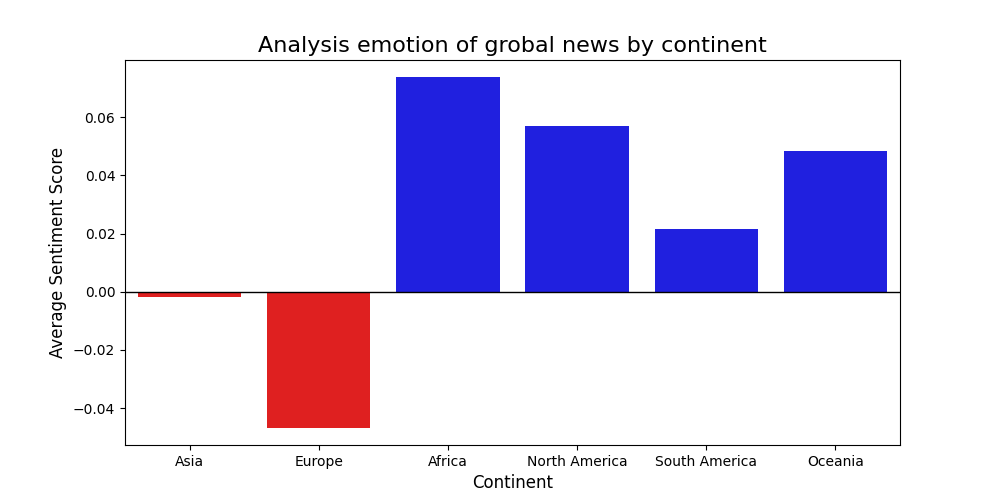 Analysis emotion of grobal news by continent
0.06
0.04
0.02
0.00
−0.02
−0.04
Average Sentiment Score
Asia Europe Africa North America South America Oceania
Continent